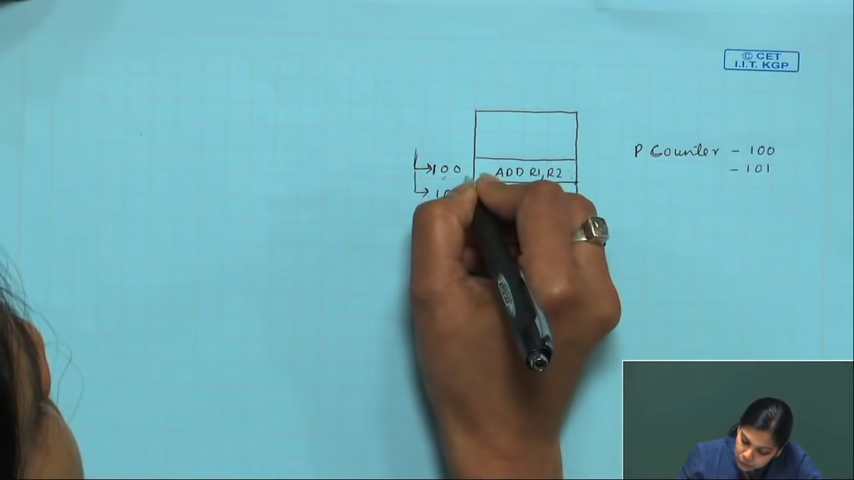 © CET
I.I.T. KGP
P Counter - 100
- 101
100 ADD R1, R2